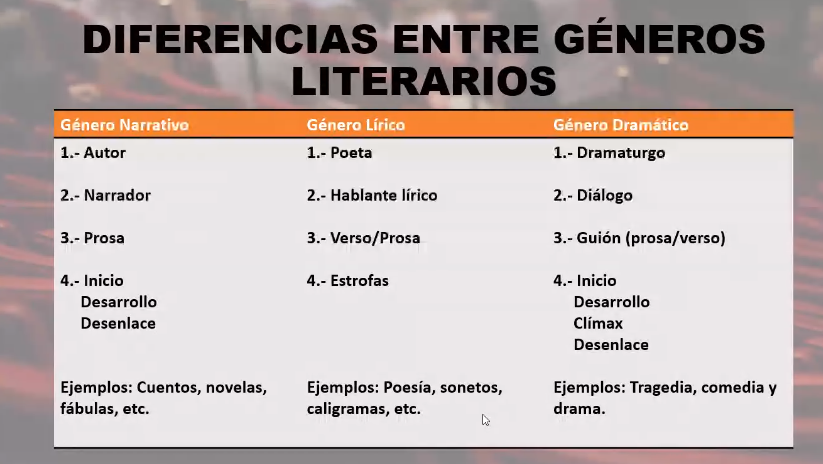 DIFERENCIAS ENTRE GÉNEROS
LITERARIOS
Género Narrativo
1.- Autor
2.- Narrador
3.- Prosa
4.- Inicio
Desarrollo
Desenlace
Ejemplos: Cuentos, novelas,
fábulas, etc.
Género Lírico
1.- Poeta
2.- Hablante lírico
3.- Verso/Prosa
4.- Estrofas
Ejemplos: Poesía, sonetos,
caligramas, etc.
Género Dramático
1.- Dramaturgo
2.- Diálogo
3.- Guión (prosa/verso)
4.- Inicio
Desarrollo
Clímax
Desenlace
Ejemplos: Tragedia, comedia y
drama.